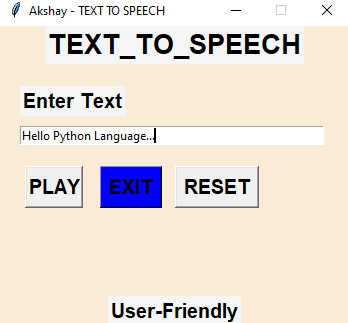 Akshay - TEXT TO SPEECH
TEXT_TO_SPEECH
Enter Text
Hello Python Language...
PLAY EXIT RESET
User-Friendly